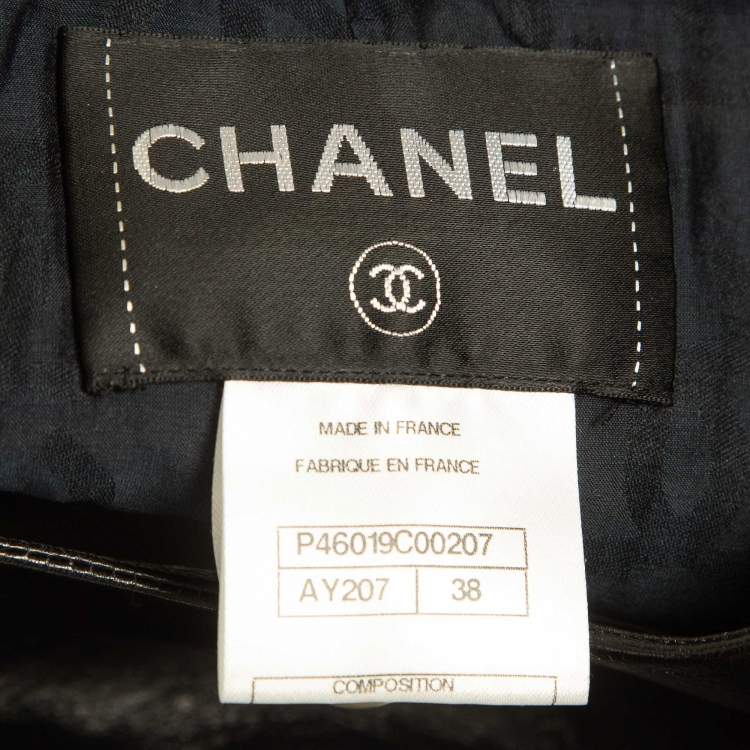 CHANEL
MADE IN FRANCE
FABRIQUE EN FRANCE
P46019C00207
AY207 38
COMPOSITION